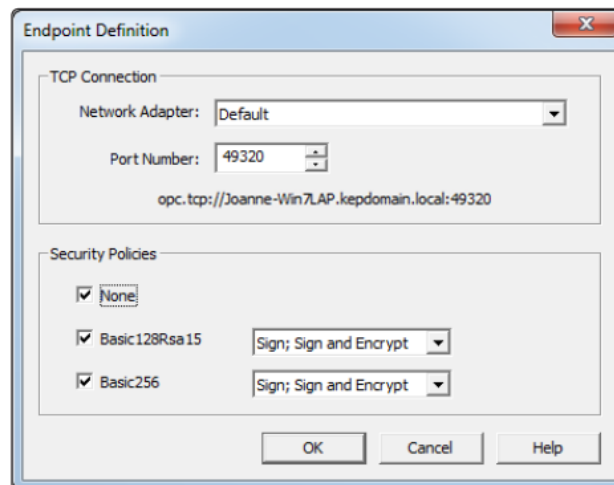 Endpoint Definition
TCP Connection
Network Adapter: Default
Port Number: 49320
opc.tcp://Joanne-Win7LAP.kepdomain.local:49320
Security Policies
None
Basic128Rsa15 Sign; Sign and Encrypt
Basic256 Sign; Sign and Encrypt
OK Cancel Help